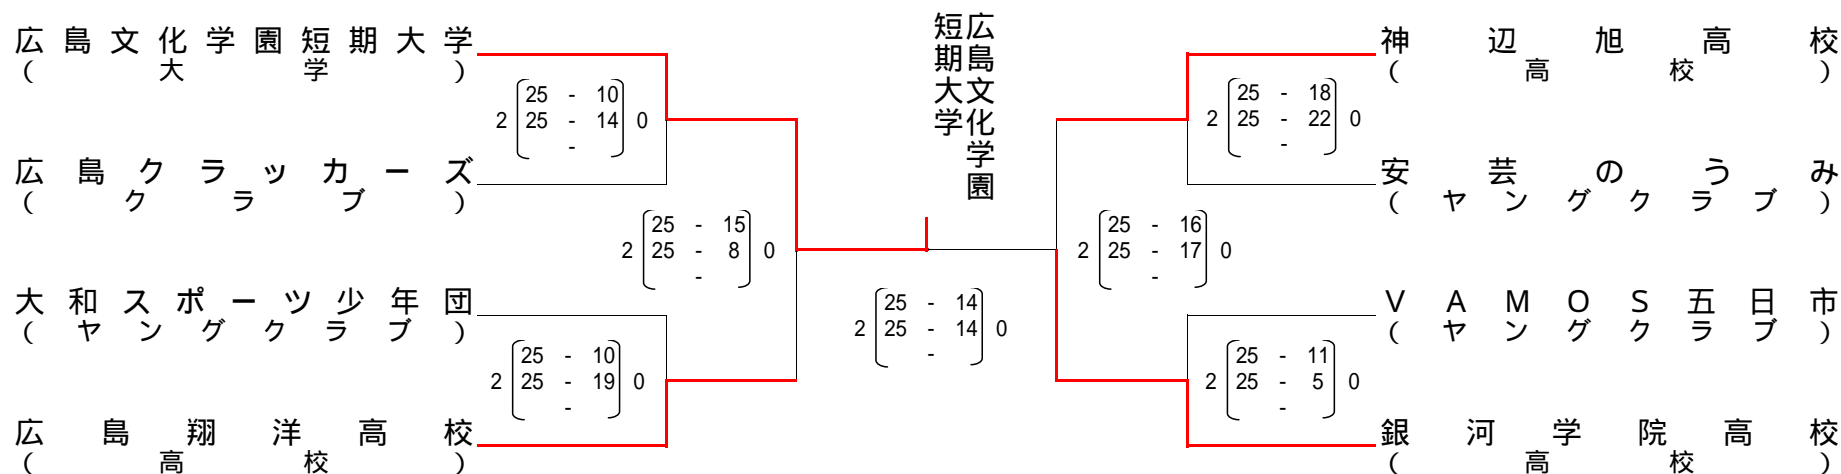 広島文化学園短期大学
(大学)
2 25 - 10 0
25 - 14
-
広島クラッカーズ
(クラブ)
2 25 - 15 0
25 - 8
-
大和スポーツ少年団
(ヤングクラブ)
2 25 - 10 0
25 - 19
-
広島翔洋高校
(高校)
広島文化学園
短期大学
2 25 - 14 0
25 - 14
-
神辺旭高校
(高校)
2 25 - 18 0
25 - 22
-
安芸のうみ
(ヤングクラブ)
2 25 - 16 0
25 - 17
-
VAMOS五日市
(ヤングクラブ)
2 25 - 11 0
25 - 5
-
銀河学院高校
(高校)